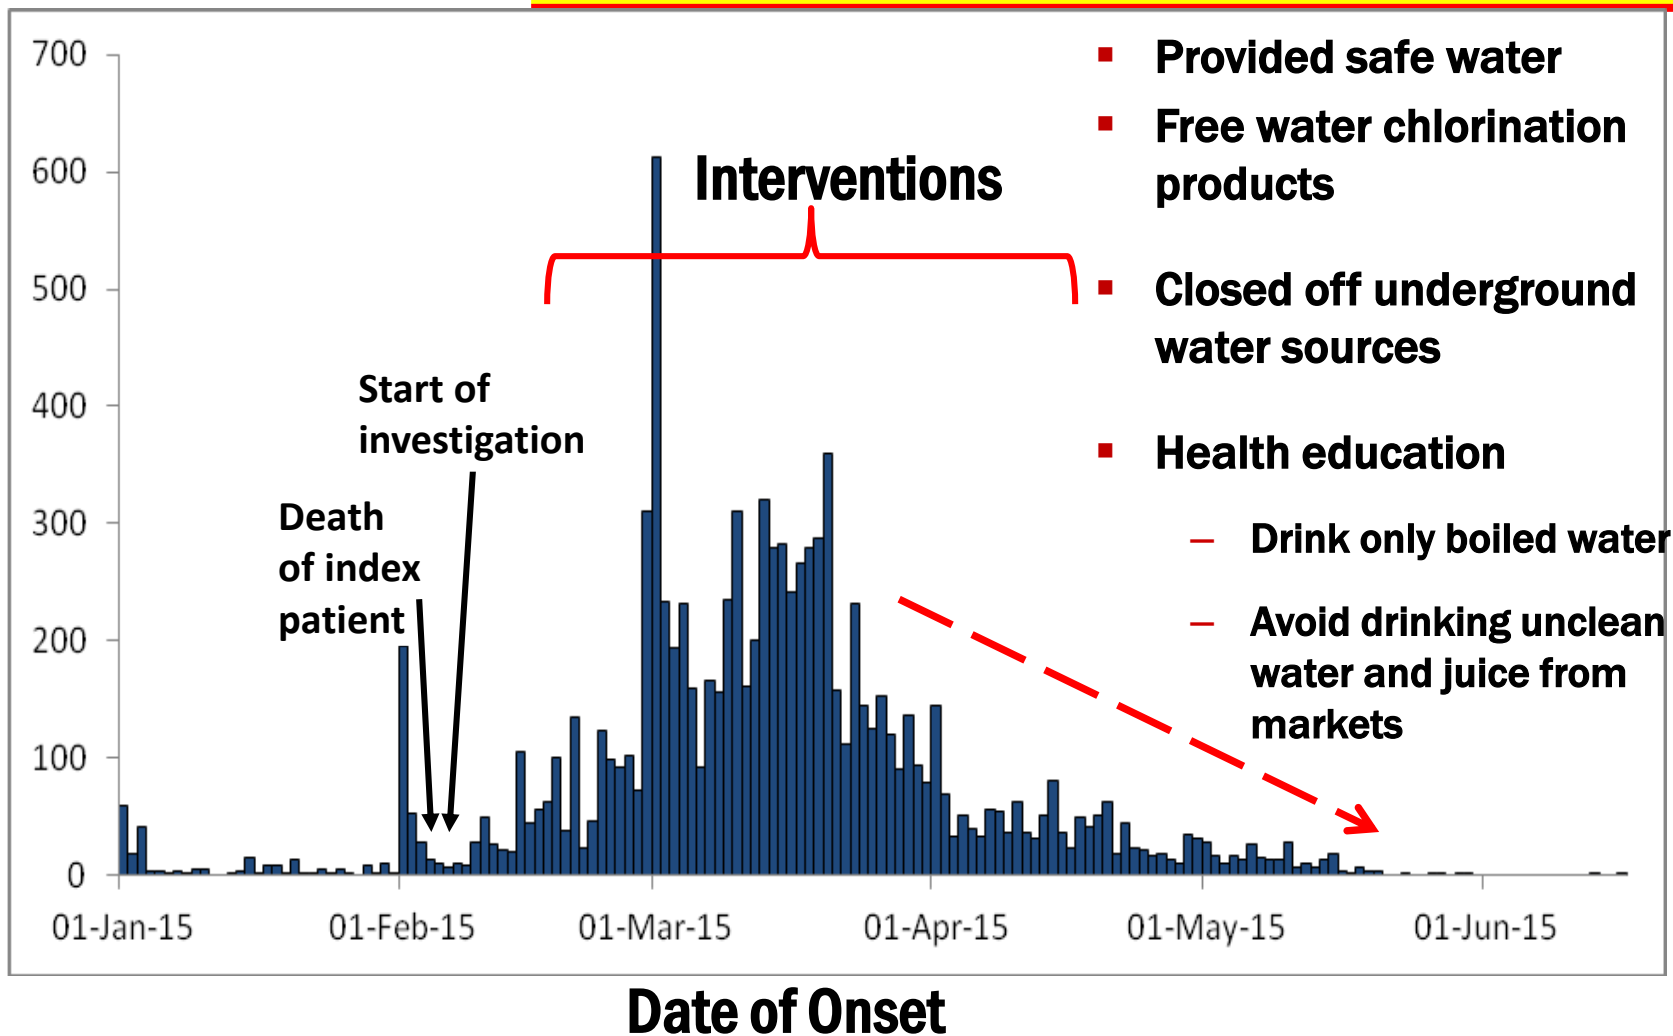 700
600
500
400
300
200
100
0
01-Jan-15
01-Feb-15
01-Mar-15
01-Apr-15
01-May-15
01-Jun-15
Date of Onset
Death
of index
patient
Start of
investigation
Interventions
Provided safe water
Free water chlorination
products
Closed off underground
water sources
Health education
– Drink only boiled water
– Avoid drinking unclean
water and juice from
markets